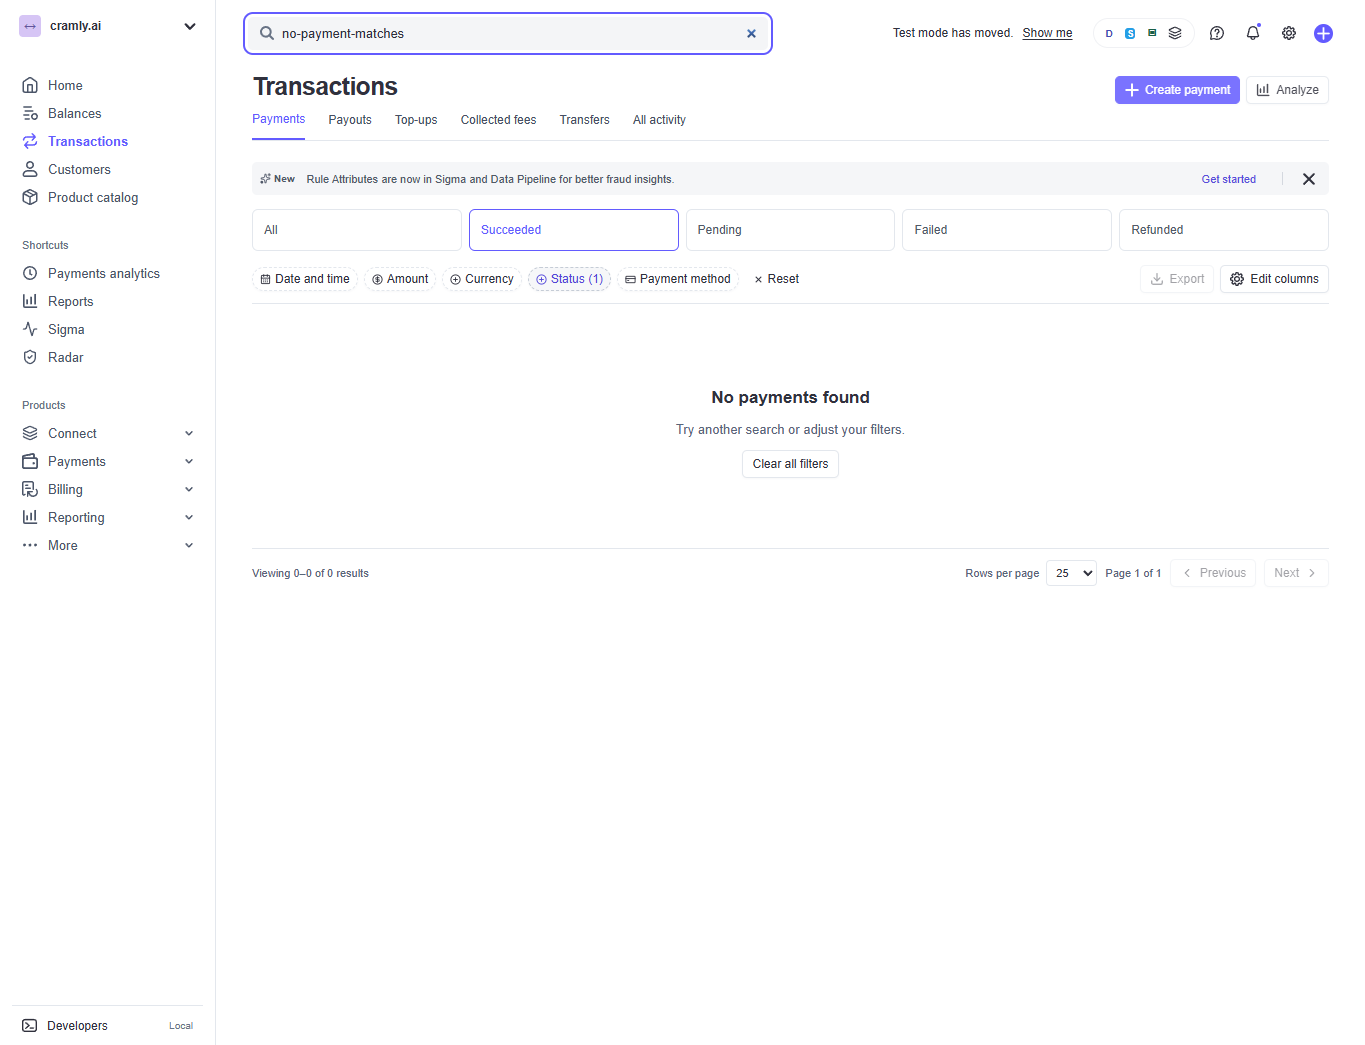 cramly.ai
Home
Balances
Transactions
Customers
Product catalog
Shortcuts
Payments analytics
Reports
Sigma
Radar
Products
Connect
Payments
Billing
Reporting
More
Developers
Local
no-payment-matches
Test mode has moved. Show me
D S
Transactions
Create payment
Analyze
Payments
Payouts
Top-ups
Collected fees
Transfers
All activity
New
Rule Attributes are now in Sigma and Data Pipeline for better fraud insights.
Get started
All
Succeeded
Pending
Failed
Refunded
Date and time
Amount
Currency
Status (1)
Payment method
Reset
Export
Edit columns
No payments found
Try another search or adjust your filters.
Clear all filters
Viewing 0–0 of 0 results
Rows per page
25
Page 1 of 1
Previous
Next